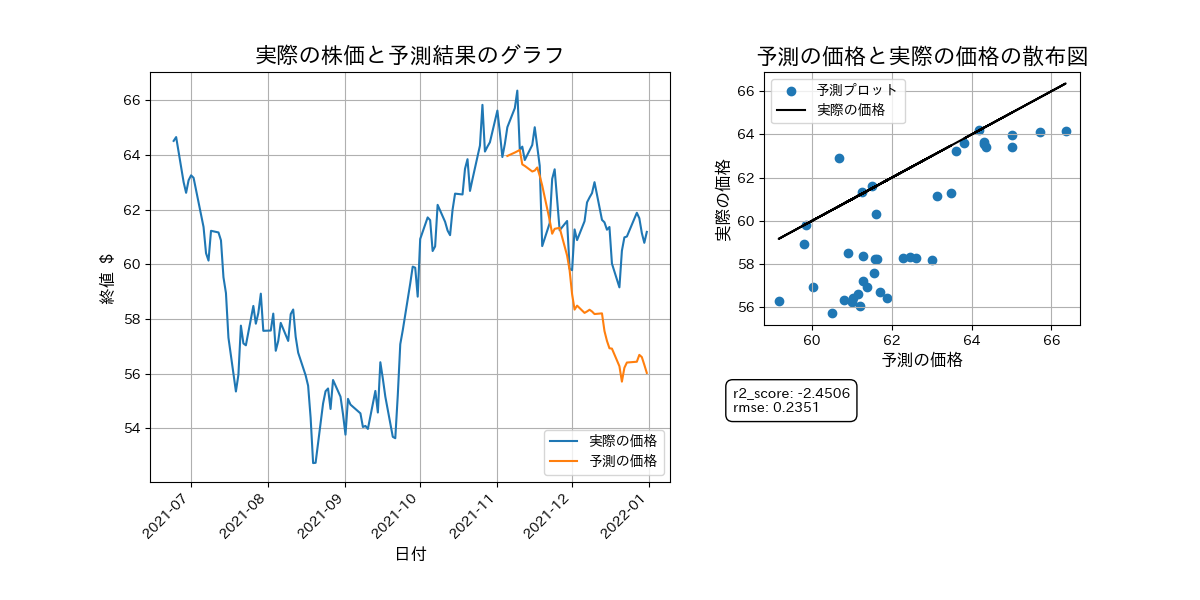 実際の株価と予測結果のグラフ
終値 $
66
64
62
60
58
56
54
2021-07
2021-08
2021-09
2021-10
2021-11
2021-12
2022-01
日付
実際の価格
予測の価格
予測の価格と実際の価格の散布図
実際の価格
66
64
62
60
58
56
60
62
64
66
予測の価格
予測プロット
実際の価格
r2_score: -2.4506
rmse: 0.2351